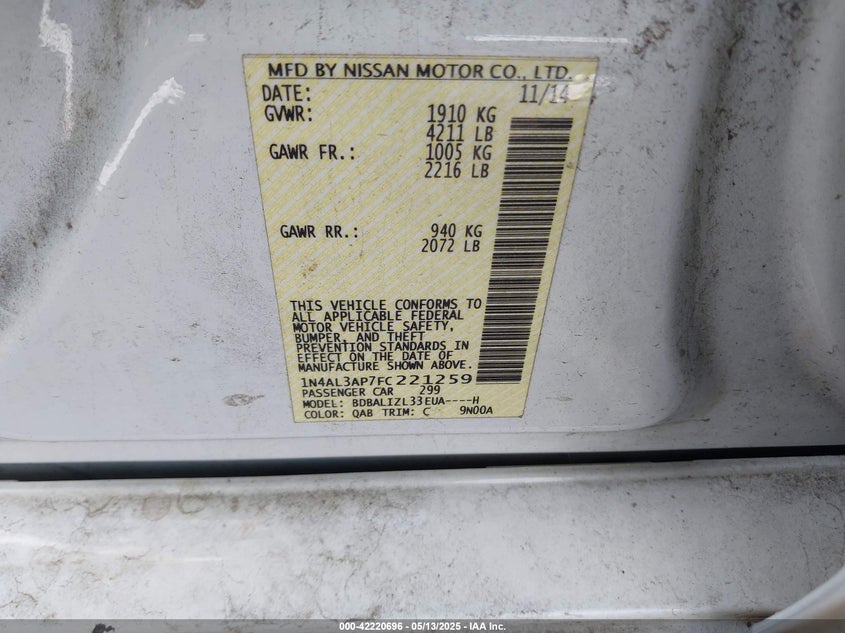 MFD BY NISSAN MOTOR CO., LTD.
DATE: 11/14
GVWR: 1910 KG
4211 LB
GAWR FR.: 1005 KG
2216 LB
GAWR RR.: 940 KG
2072 LB
THIS VEHICLE CONFORMS TO
ALL APPLICABLE FEDERAL
MOTOR VEHICLE SAFETY,
BUMPER, AND THEFT
PREVENTION STANDARDS IN
EFFECT ON THE DATE OF
MANUFACTURE SHOWN ABOVE.
1N4AL3AP7FC221259
PASSENGER CAR 299
MODEL: BDBALIZL33EUA----H
COLOR: QAB TRIM: C 9N00A
000-42220696 - 05/13/2025 - IAA Inc.